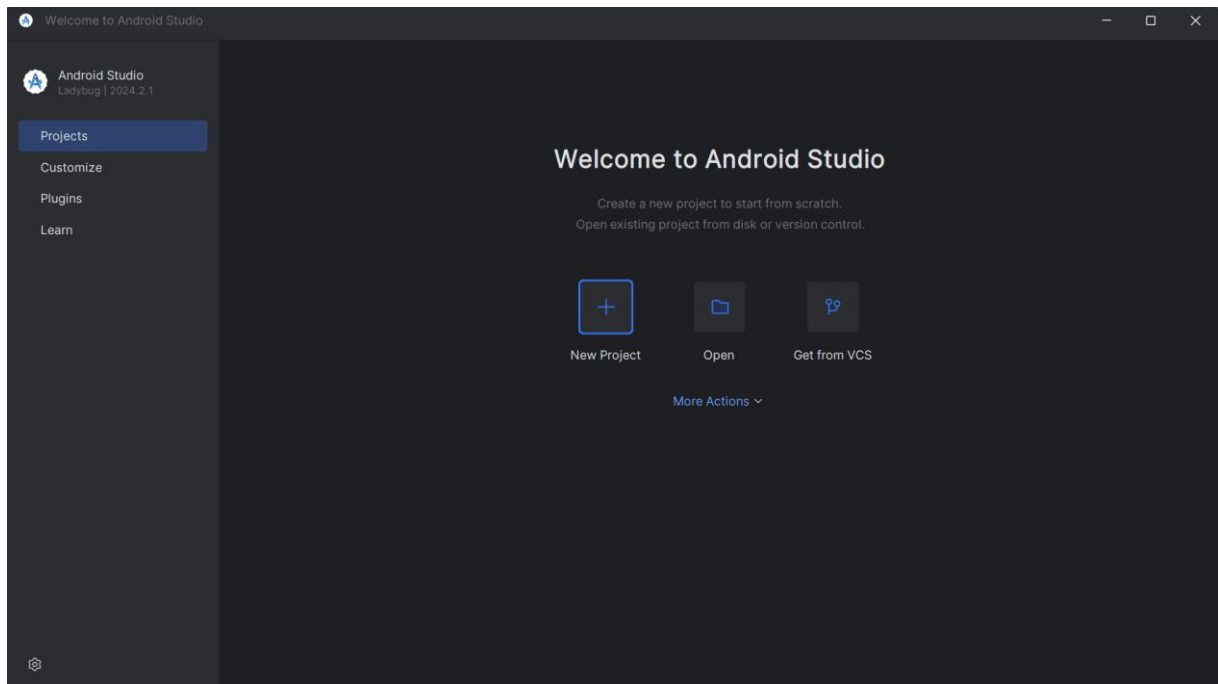 Welcome to Android Studio
Android Studio
Ladybug | 2024.2.1
Projects
Customize
Plugins
Learn
Welcome to Android Studio
Create a new project to start from scratch.
Open existing project from disk or version control.
New Project
Open
Get from VCS
More Actions